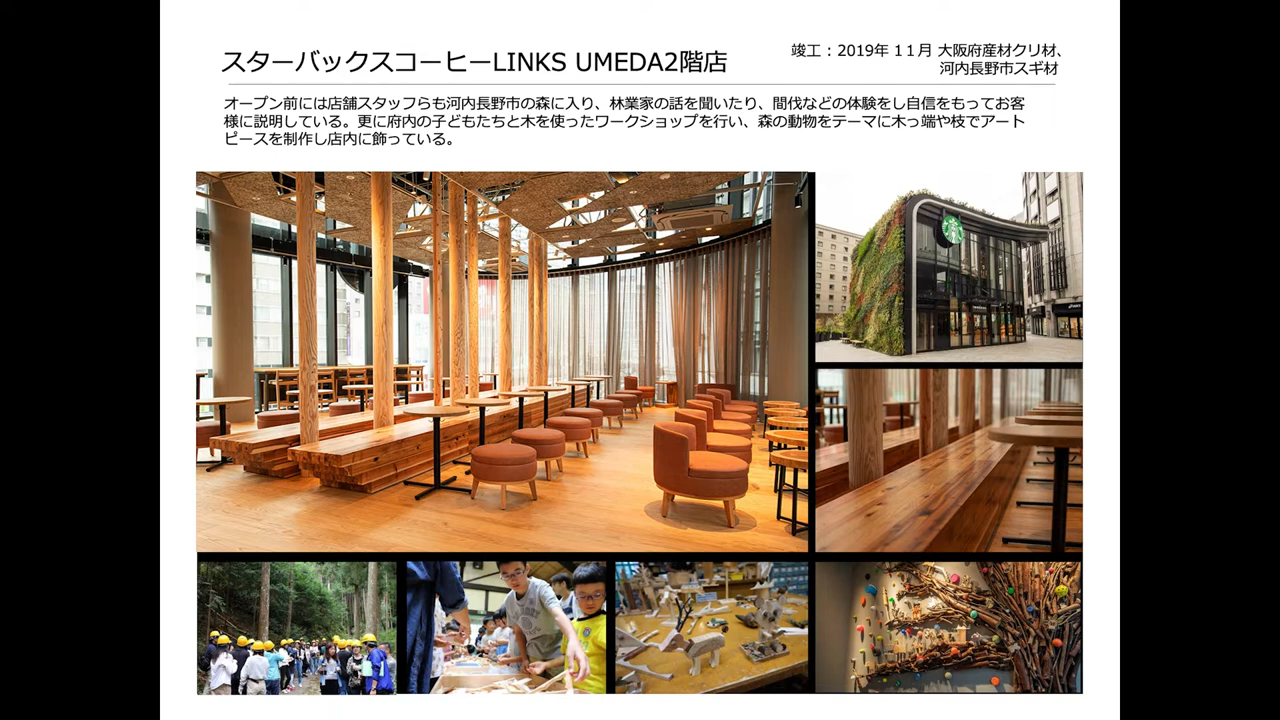 スターバックスコーヒーLINKS UMEDA2階店
竣工：2019年 １１月 大阪府産材クリ材、
河内長野市スギ材
オープン前には店舗スタッフらも河内長野市の森に入り、林業家の話を聞いたり、間伐などの体験をし自信をもってお客
様に説明している。更に府内の子どもたちと木を使ったワークショップを行い、森の動物をテーマに木っ端や枝でアート
ピースを制作し店内に飾っている。